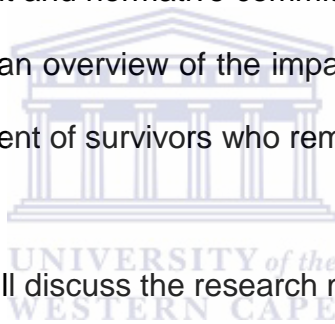 t and normative commi
an overview of the impa
ent of survivors who rem
UNIVERSITY of the
ll discuss the research
WESTERN CAPE